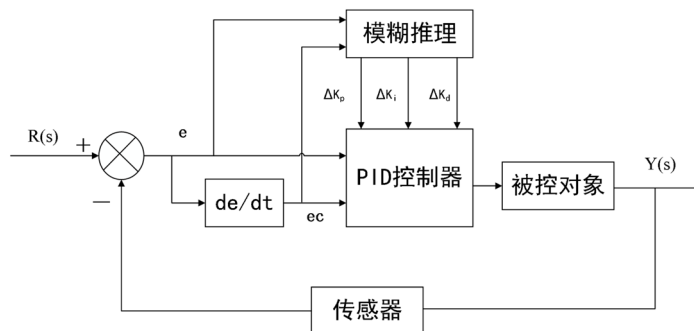 模糊推理
ΔKp
ΔKi
ΔKd
R(s)
+
e
PID控制器
被控对象
Y(s)
—
de/dt
ec
传感器